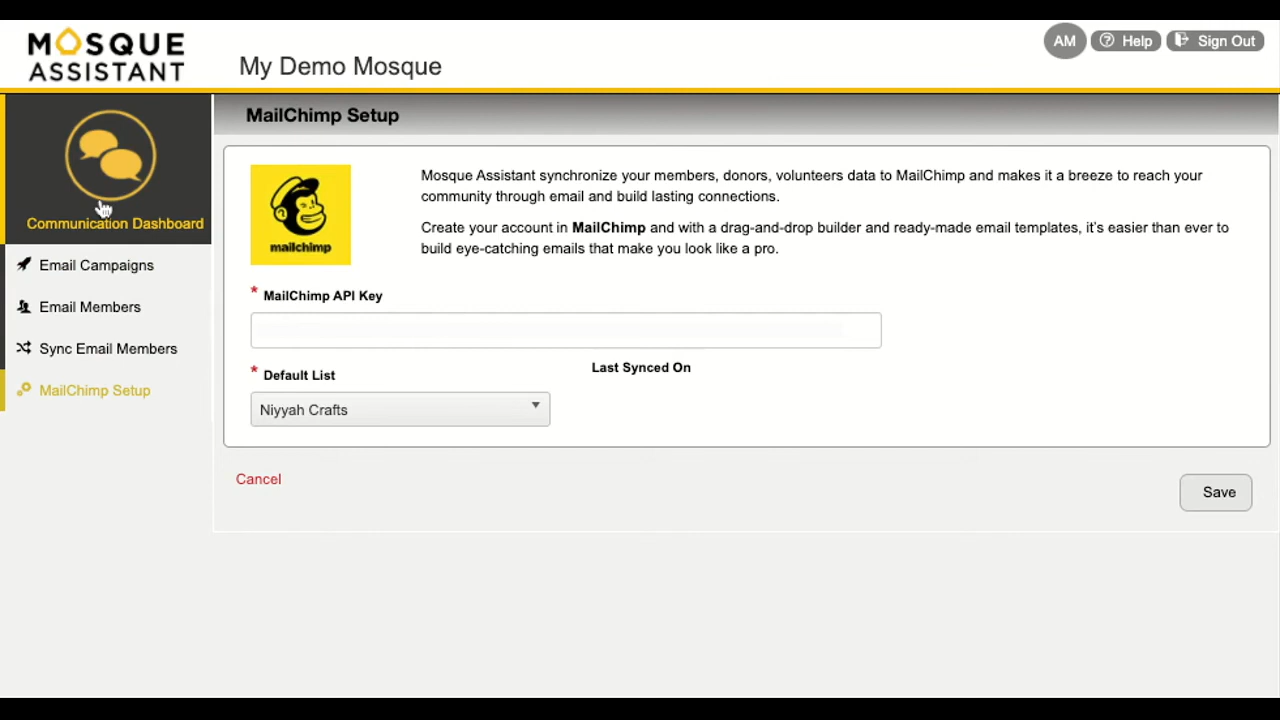 MOSQUE
ASSISTANT
My Demo Mosque
AM
Help
Sign Out
Communication Dashboard
Email Campaigns
Email Members
Sync Email Members
MailChimp Setup
MailChimp Setup
mailchimp
Mosque Assistant synchronize your members, donors, volunteers data to MailChimp and makes it a breeze to reach your
community through email and build lasting connections.
Create your account in MailChimp and with a drag-and-drop builder and ready-made email templates, it's easier than ever to
build eye-catching emails that make you look like a pro.
* MailChimp API Key
* Default List
Last Synced On
Niyyah Crafts
Cancel
Save